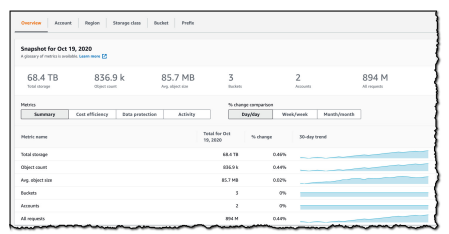 Overview Account Region Storage class Bucket Prefix
Snapshot for Oct 19, 2020
A glossary of metrics is available. Learn more
68.4 TB 836.9 k 85.7 MB 3 2 894 M
Total storage Object count Avg. object size Buckets Accounts All requests
Metrics % change comparison
Summary Cost efficiency Data protection Activity Day/day Week/week Month/month
Metric name Total for Oct 19, 2020 % change 30-day trend
Total storage 68.4 TB 0.46%
Object count 836.9 k 0.44%
Avg. object size 85.7 MB 0.02%
Buckets 3 0%
Accounts 2 0%
All requests 894 M 0.44%